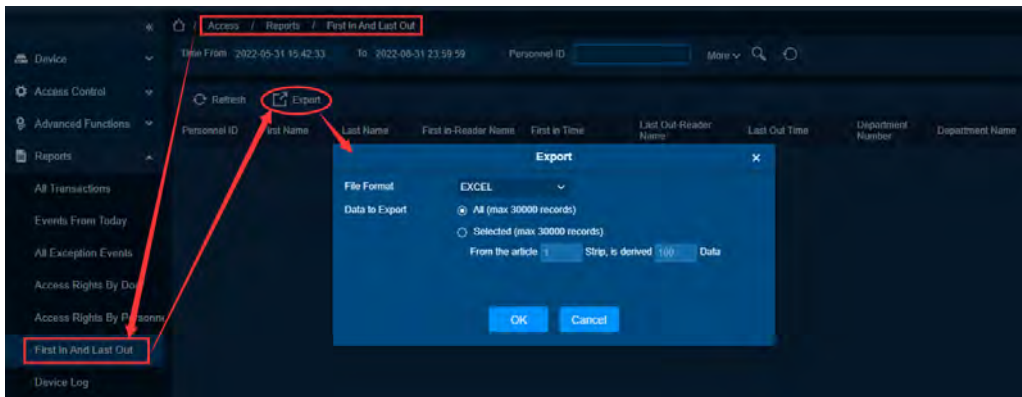 Access / Reports / First In And Last Out
Time From 2022-05-31 15:42:33 To 2022-08-31 23:59:59 Personnel ID More
Device
Access Control
Advanced Functions
Reports
All Transactions
Events From Today
All Exception Events
Access Rights By Do
Access Rights By Personne
First In And Last Out
Device Log
Refresh Export
Personnel ID First Name Last Name First in-Reader Name First in Time Last Out-Reader Name Last Out Time Department Number Department Name
Export
File Format EXCEL
Data to Export All (max 30000 records)
Selected (max 30000 records)
From the article 1 Strip, is derived 100 Data
OK Cancel